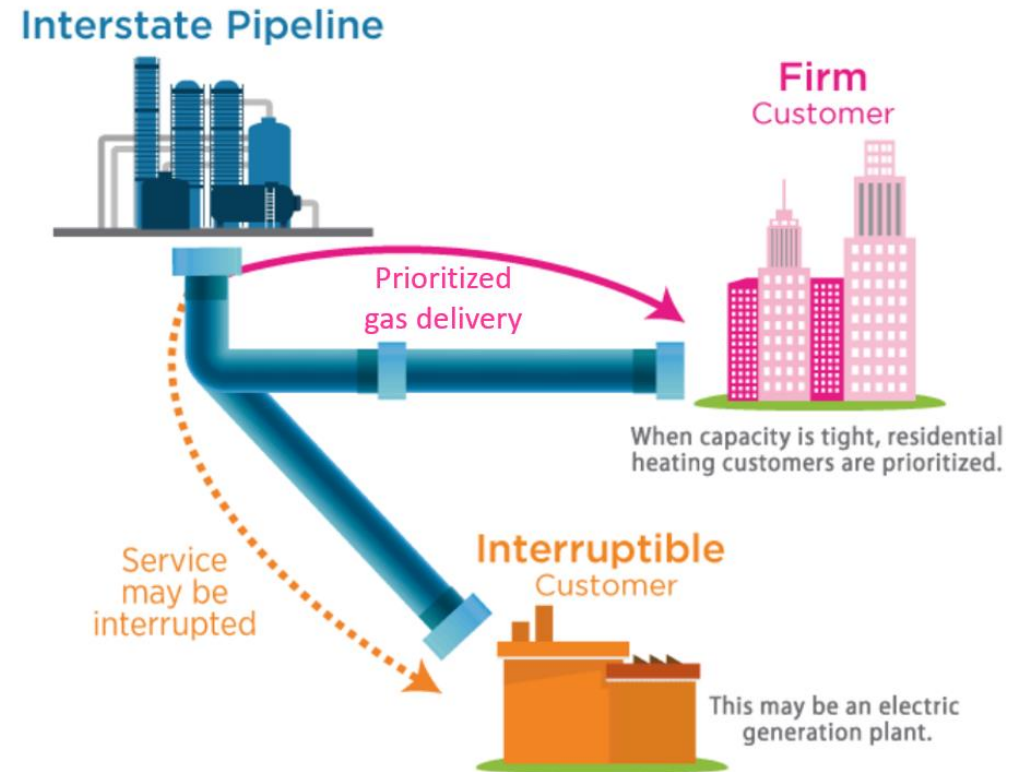 Interstate Pipeline
Firm
Customer
Prioritized
gas delivery
When capacity is tight, residential
heating customers are prioritized.
Service
may be
interrupted
Interruptible
Customer
This may be an electric
generation plant.